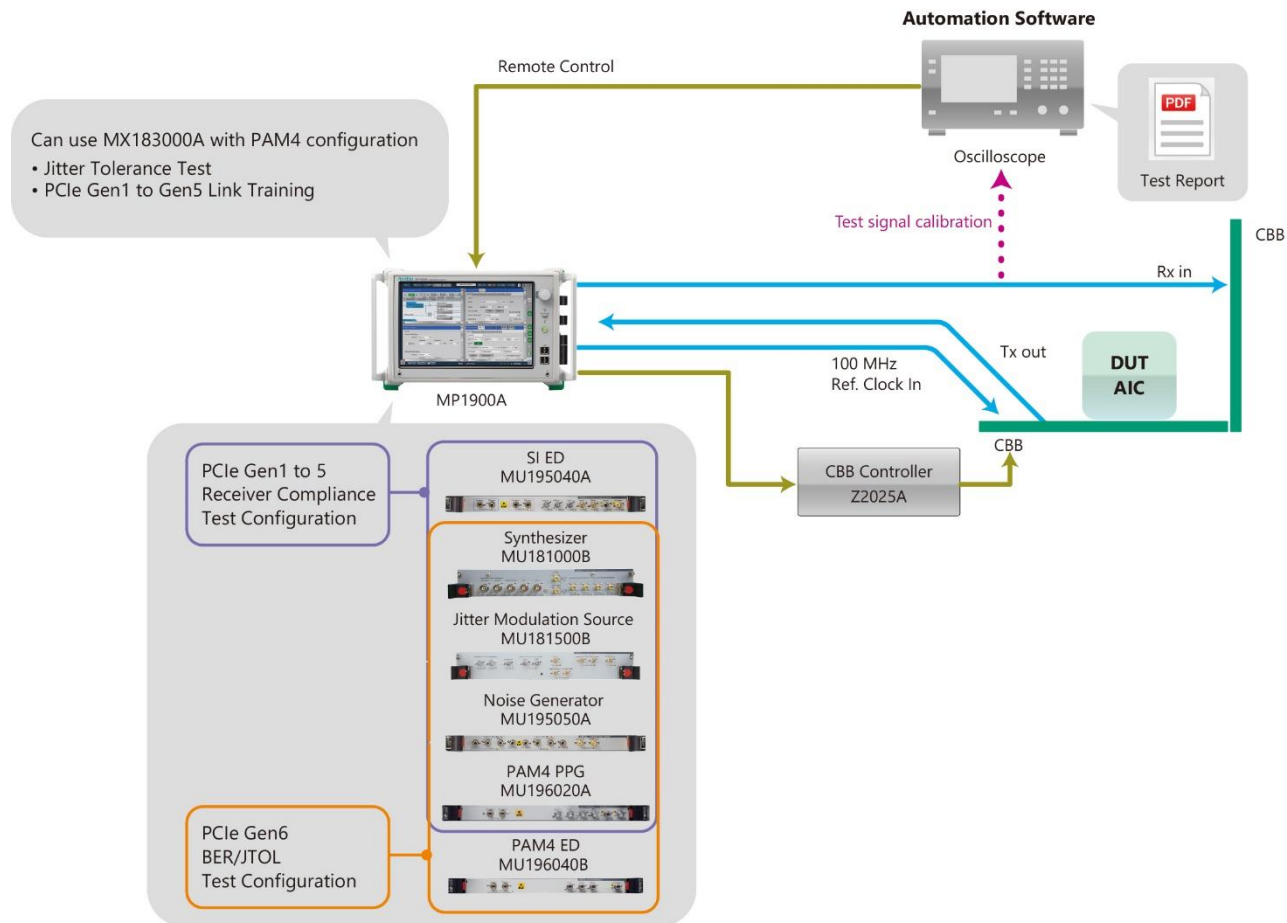 Automation Software
Remote Control
Oscilloscope
PDF
Test Report
Can use MX183000A with PAM4 configuration
• Jitter Tolerance Test
• PCIe Gen1 to Gen5 Link Training
Test signal calibration
CBB
Rx in
Tx out
100 MHz
Ref. Clock In
DUT
AIC
MP1900A
CBB
CBB Controller
Z2025A
PCIe Gen1 to 5
Receiver Compliance
Test Configuration
SI ED
MU195040A
Synthesizer
MU181000B
Jitter Modulation Source
MU181500B
Noise Generator
MU195050A
PAM4 PPG
MU196020A
PCIe Gen6
BER/JTOL
Test Configuration
PAM4 ED
MU196040B